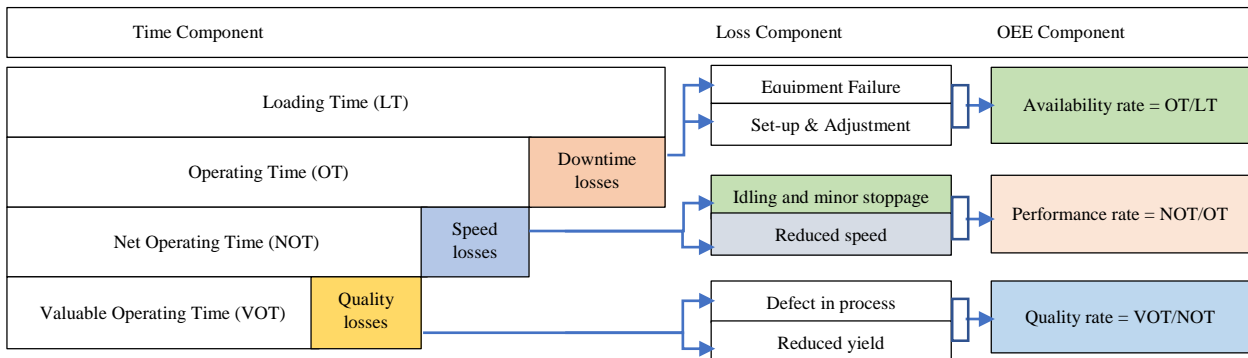 Time Component Loss Component OEE Component
Loading Time (LT)
Equipment Failure
Set-up & Adjustment
Availability rate = OT/LT
Operating Time (OT)
Downtime
losses
Idling and minor stoppage
Reduced speed
Performance rate = NOT/OT
Net Operating Time (NOT)
Speed
losses
Valuable Operating Time (VOT)
Quality
losses
Defect in process
Reduced yield
Quality rate = VOT/NOT